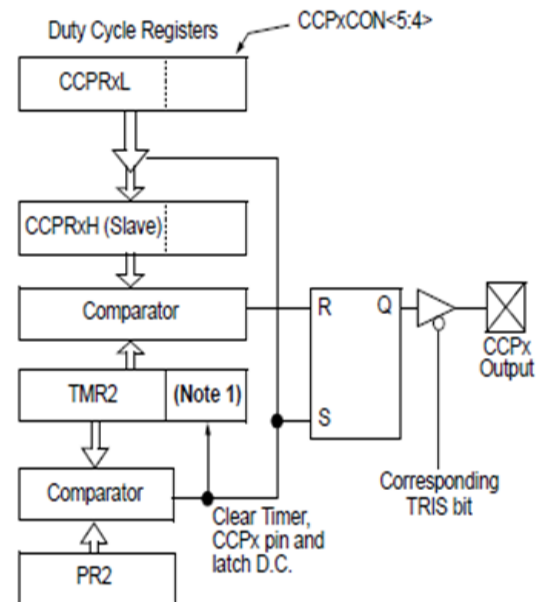 Duty Cycle Registers
CCPxCON<5:4>
CCPRxL
CCPRxH (Slave)
Comparator
TMR2
(Note 1)
Comparator
PR2
Clear Timer,
CCPx pin and
latch D.C.
R
Q
S
CCPx
Output
Corresponding
TRIS bit